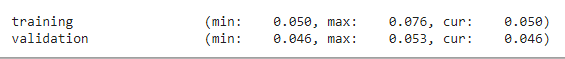 training (min: 0.050, max: 0.076, cur: 0.050)
validation (min: 0.046, max: 0.053, cur: 0.046)